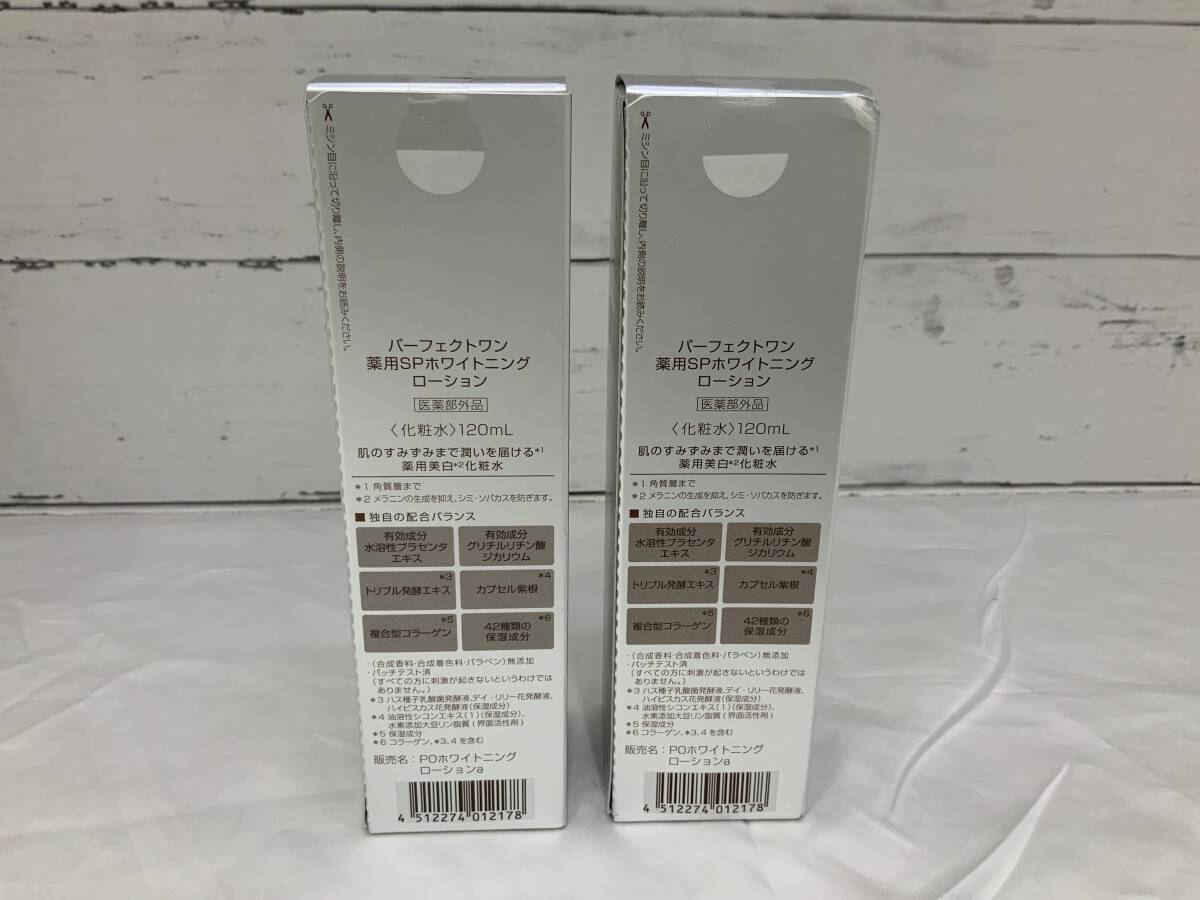 ミシン目に沿って切り離し、内側の説明をお読みください。
パーフェクトワン
薬用SPホワイトニング
ローション
医薬部外品
〈化粧水〉120mL
肌のすみずみまで潤いを届ける*1
薬用美白*2化粧水
*1 角質層まで
*2 メラニンの生成を抑え、シミ・ソバカスを防ぎます。
■ 独自の配合バランス
有効成分
水溶性プラセンタ
エキス
有効成分
グリチルリチン酸
ジカリウム
トリプル発酵エキス*3
カプセル紫根*4
複合型コラーゲン*5
42種類の*6
保湿成分
・(合成香料・合成着色料・パラベン)無添加
・パッチテスト済
(すべての方に刺激が起きないというわけでは
ありません。)
*3 ハス種子乳酸菌発酵液、デイ・リリー花発酵液、
ハイビスカス花発酵液(保湿成分)
*4 油溶性シコンエキス(1)(保湿成分)、
水素添加大豆リン脂質(界面活性剤)
*5 保湿成分
*6 コラーゲン、*3、4を含む
販売名：POホワイトニング
ローションa
4 512274 012178
ミシン目に沿って切り離し、内側の説明をお読みください。
パーフェクトワン
薬用SPホワイトニング
ローション
医薬部外品
〈化粧水〉120mL
肌のすみずみまで潤いを届ける*1
薬用美白*2化粧水
*1 角質層まで
*2 メラニンの生成を抑え、シミ・ソバカスを防ぎます。
■ 独自の配合バランス
有効成分
水溶性プラセンタ
エキス
有効成分
グリチルリチン酸
ジカリウム
トリプル発酵エキス*3
カプセル紫根*4
複合型コラーゲン*5
42種類の*6
保湿成分
・(合成香料・合成着色料・パラベン)無添加
・パッチテスト済
(すべての方に刺激が起きないというわけでは
ありません。)
*3 ハス種子乳酸菌発酵液、デイ・リリー花発酵液、
ハイビスカス花発酵液(保湿成分)
*4 油溶性シコンエキス(1)(保湿成分)、
水素添加大豆リン脂質(界面活性剤)
*5 保湿成分
*6 コラーゲン、*3、4を含む
販売名：POホワイトニング
ローションa
4 512274 012178